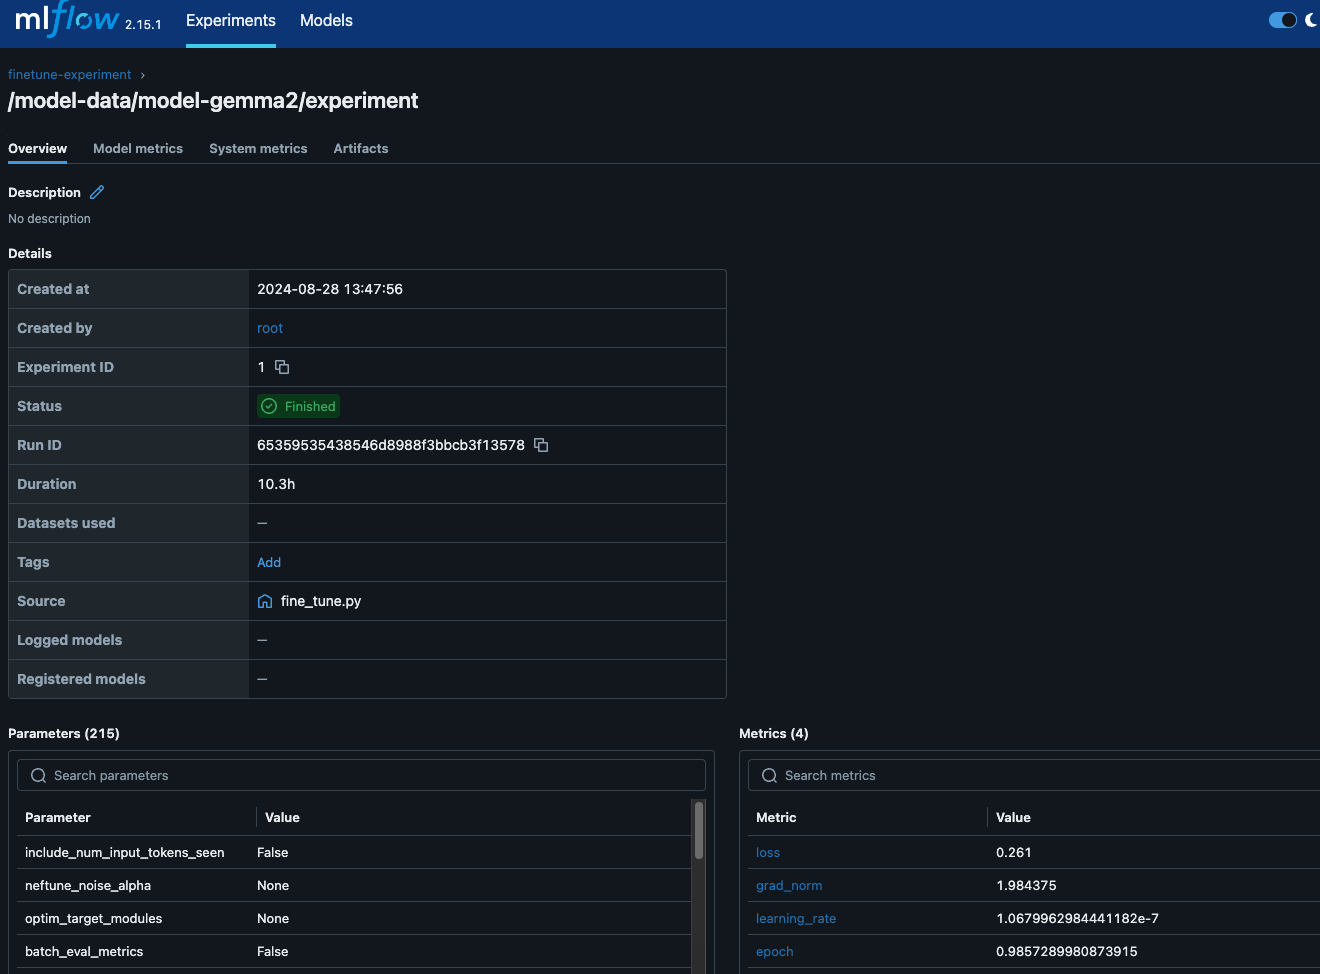 mlflow 2.15.1 Experiments Models
finetune-experiment ›
/model-data/model-gemma2/experiment
Overview Model metrics System metrics Artifacts
Description
No description
Details
Created at 2024-08-28 13:47:56
Created by root
Experiment ID 1
Status Finished
Run ID 65359535438546d8988f3bbcb3f13578
Duration 10.3h
Datasets used —
Tags Add
Source fine_tune.py
Logged models —
Registered models —
Parameters (215)
Search parameters
Parameter Value
include_num_input_tokens_seen False
neftune_noise_alpha None
optim_target_modules None
batch_eval_metrics False
Metrics (4)
Search metrics
Metric Value
loss 0.261
grad_norm 1.984375
learning_rate 1.0679962984441182e-7
epoch 0.9857289980873915